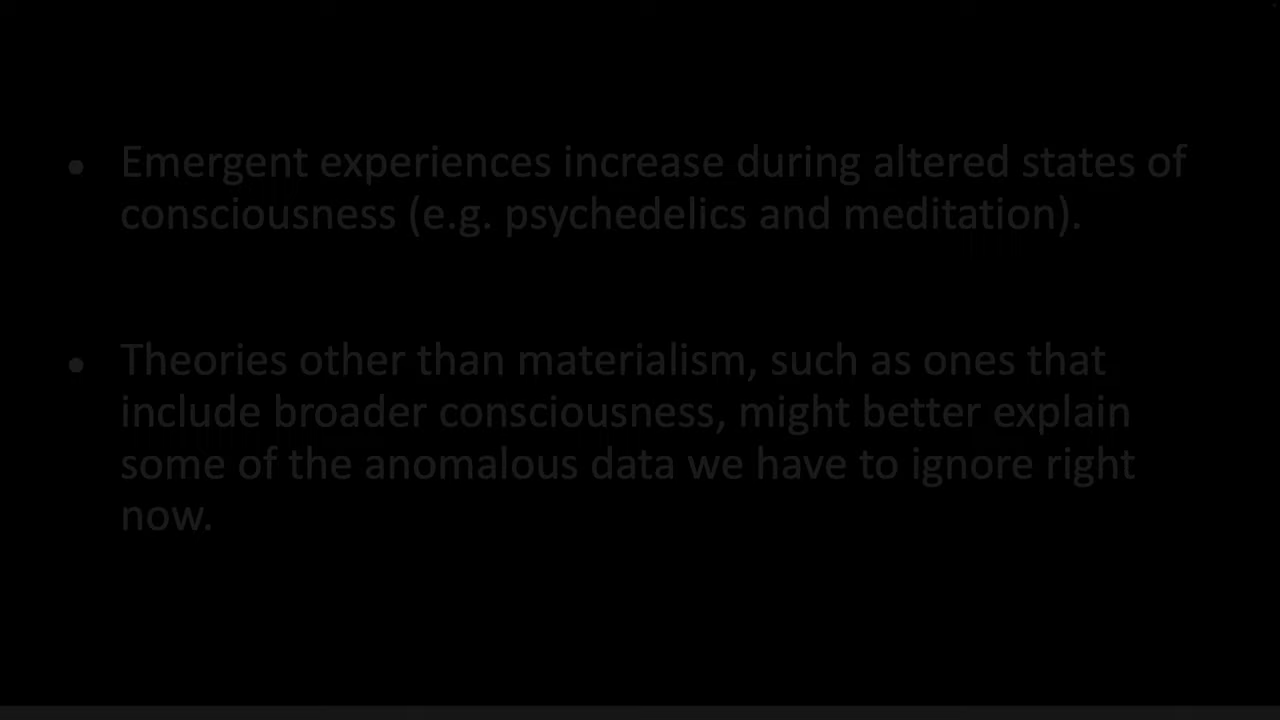 • Emergent experiences increase during altered states of
consciousness (e.g. psychedelics and meditation).
• Theories other than materialism, such as ones that
include broader consciousness, might better explain
some of the anomalous data we have to ignore right
now.